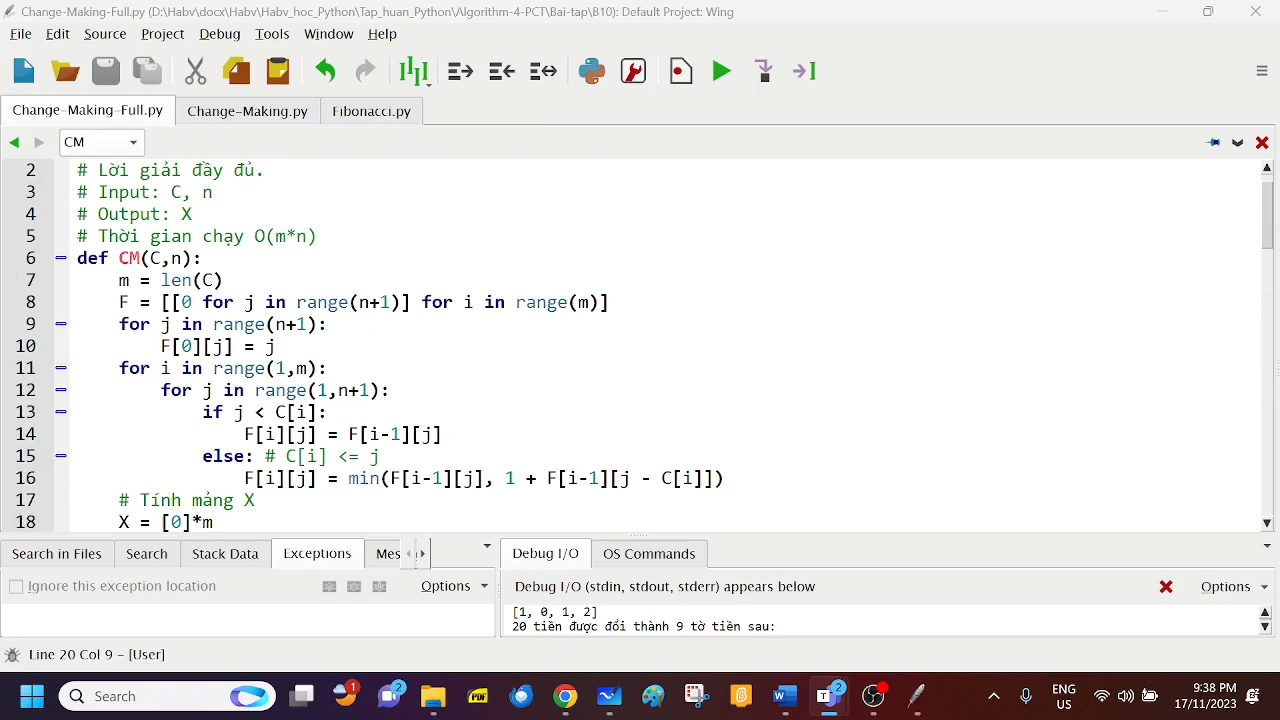 Change-Making-Full.py (D:\Habv\docx\Habv\Habv_hoc_Python\Tap_huan_Python\Algorithm-4-PCT\Bai-tap\B10): Default Project: Wing
File Edit Source Project Debug Tools Window Help
Change-Making-Full.py Change-Making.py Fibonacci.py
CM
2 # Lời giải đầy đủ.
3 # Input: C, n
4 # Output: X
5 # Thời gian chạy O(m*n)
6 def CM(C,n):
7 m = len(C)
8 F = [[0 for j in range(n+1)] for i in range(m)]
9 for j in range(n+1):
10 F[0][j] = j
11 for i in range(1,m):
12 for j in range(1,n+1):
13 if j < C[i]:
14 F[i][j] = F[i-1][j]
15 else: # C[i] <= j
16 F[i][j] = min(F[i-1][j], 1 + F[i-1][j - C[i]])
17 # Tính mảng X
18 X = [0]*m
Search in Files Search Stack Data Exceptions Mes Debug I/O OS Commands
Ignore this exception location Options Debug I/O (stdin, stdout, stderr) appears below Options
[1, 0, 1, 2]
20 tiền được đổi thành 9 tờ tiền sau:
Line 20 Col 9 – [User]
Search 1 2 PDF 2 ENG 9:38 PM
US 17/11/2023